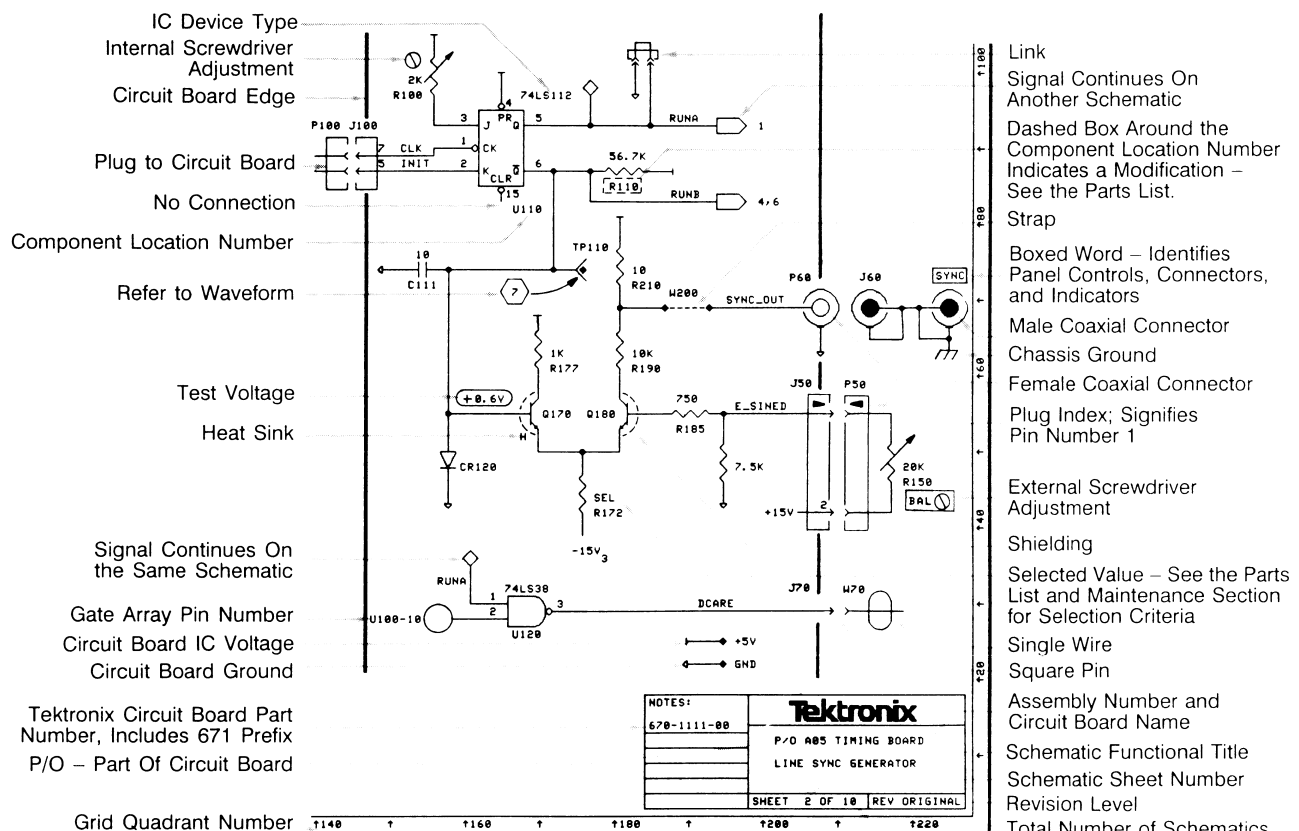 IC Device Type
Internal Screwdriver
Adjustment
Circuit Board Edge
Plug to Circuit Board
No Connection
Component Location Number
Refer to Waveform
Test Voltage
Heat Sink
Signal Continues On
the Same Schematic
Gate Array Pin Number
Circuit Board IC Voltage
Circuit Board Ground
Tektronix Circuit Board Part
Number, Includes 671 Prefix
P/O – Part Of Circuit Board
Grid Quadrant Number
2K
R100
74LS112
4
P100 J100
3 J PR Q 5
RUNA 1
7 CLK 1 CK
5 INIT 2 K CLR Q̅ 6
15
U110
56.7K
R110
RUNB 4,6
TP110
10
C111
7
10
R210
W200
SYNC_OUT
P60 J60 SYNC
1K
R177
10K
R190
+0.6V
Q170 Q180
H
750
R185
E_SINED
J50 P50
CR120
7.5K
20K
R150
BAL
SEL
R172
+15V 2
-15V3
RUNA
74LS38
1
2
3
U100-10
U120
DCARE
J70 W70
+5V
GND
NOTES:
670-1111-00
Tektronix
P/O A05 TIMING BOARD
LINE SYNC GENERATOR
SHEET 2 OF 10 REV ORIGINAL
↑140 ↑ ↑160 ↑ ↑180 ↑ ↑200 ↑ ↑220
↑100
↑
↑80
↑
↑60
↑
↑40
↑
↑20
↑
Link
Signal Continues On
Another Schematic
Dashed Box Around the
Component Location Number
Indicates a Modification –
See the Parts List.
Strap
Boxed Word – Identifies
Panel Controls, Connectors,
and Indicators
Male Coaxial Connector
Chassis Ground
Female Coaxial Connector
Plug Index; Signifies
Pin Number 1
External Screwdriver
Adjustment
Shielding
Selected Value – See the Parts
List and Maintenance Section
for Selection Criteria
Single Wire
Square Pin
Assembly Number and
Circuit Board Name
Schematic Functional Title
Schematic Sheet Number
Revision Level
Total Number of Schematics